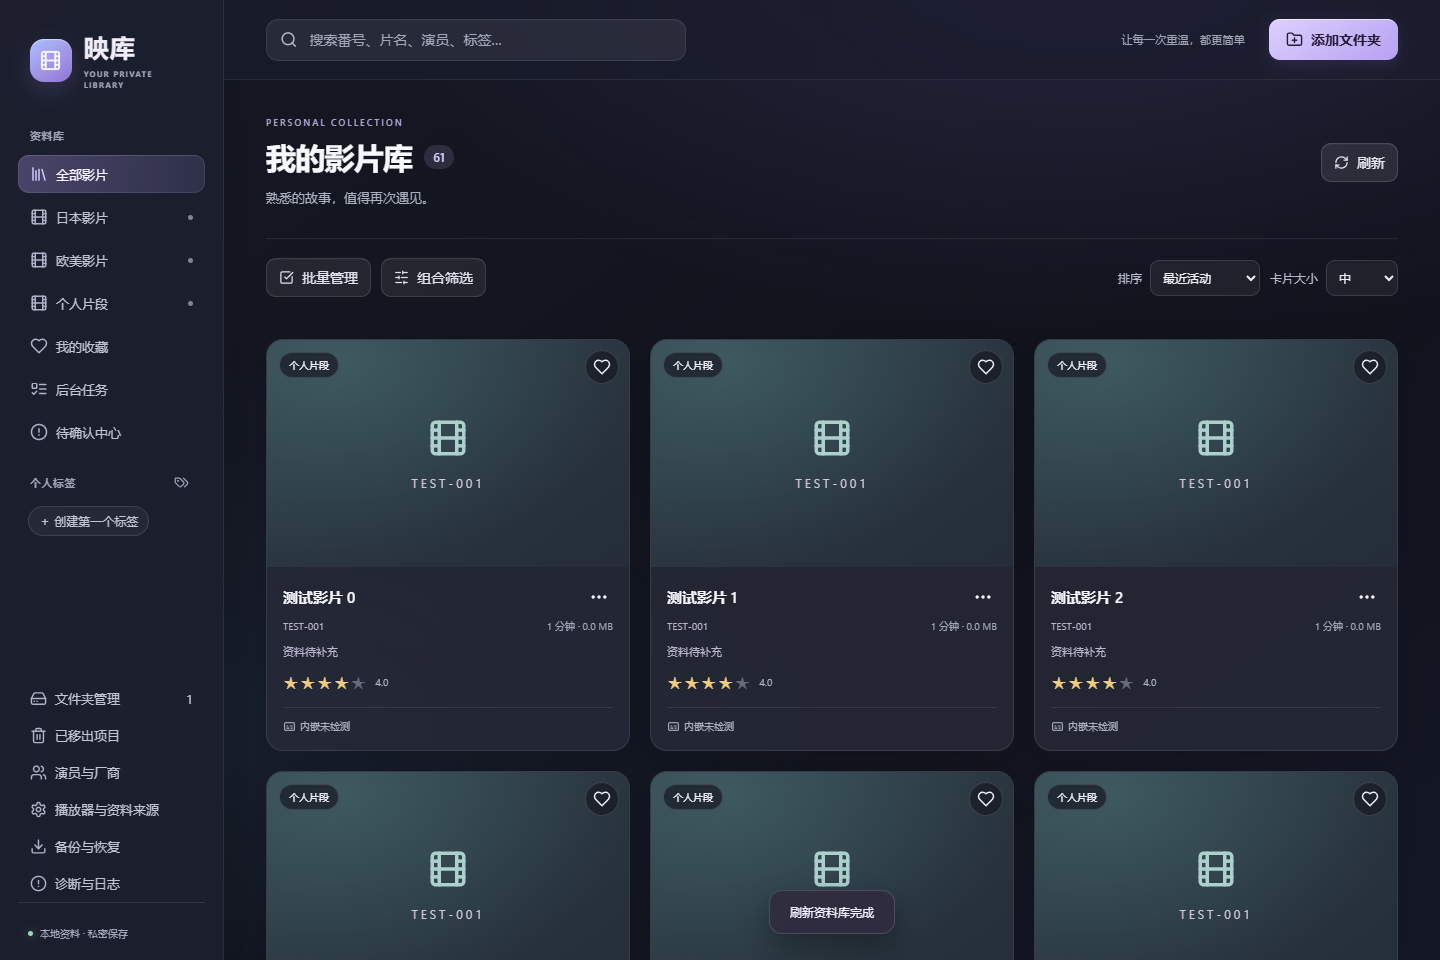 映库
YOUR PRIVATE
LIBRARY
资料库
全部影片
日本影片
欧美影片
个人片段
我的收藏
后台任务
待确认中心
个人标签
+ 创建第一个标签
文件夹管理 1
已移出项目
演员与厂商
播放器与资料来源
备份与恢复
诊断与日志
本地资料 · 私密保存
搜索番号、片名、演员、标签...
让每一次重温，都更简单
添加文件夹
PERSONAL COLLECTION
我的影片库 61
熟悉的故事，值得再次遇见。
刷新
批量管理 组合筛选 排序 最近活动 卡片大小 中
个人片段 个人片段 个人片段
TEST-001 TEST-001 TEST-001
测试影片 0 测试影片 1 测试影片 2
TEST-001 1 分钟 · 0.0 MB TEST-001 1 分钟 · 0.0 MB TEST-001 1 分钟 · 0.0 MB
资料待补充 资料待补充 资料待补充
4.0 4.0 4.0
内嵌未检测 内嵌未检测 内嵌未检测
个人片段 个人片段 个人片段
TEST-001 TEST-001
刷新资料库完成